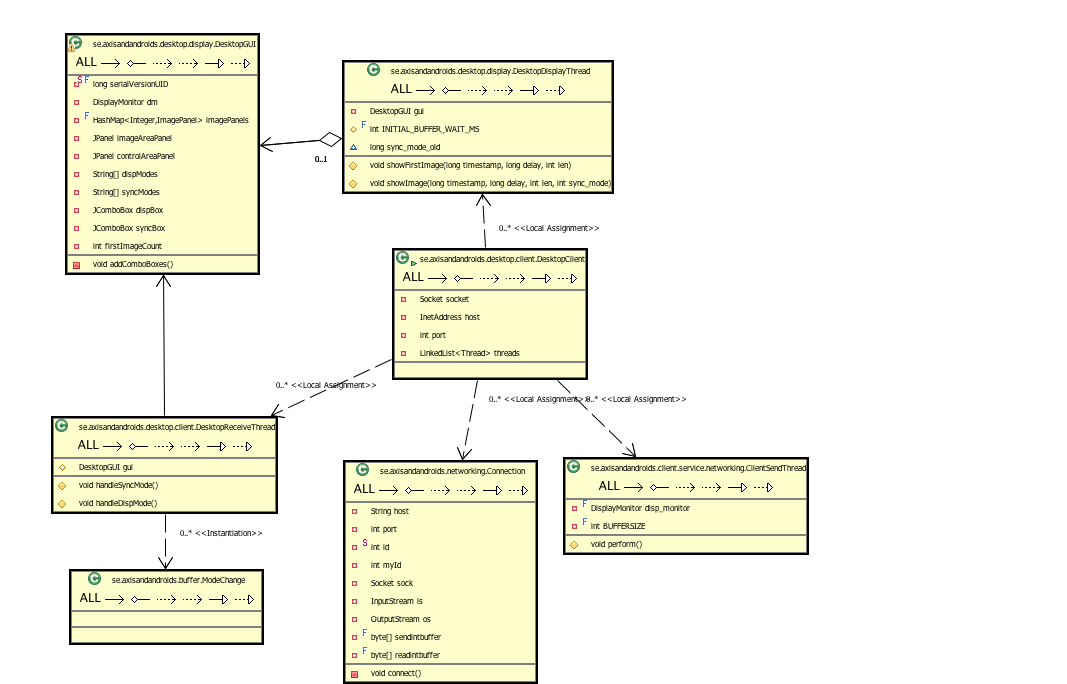 se.axisandandroids.desktop.display.DesktopGUI
ALL
S F long serialVersionUID
DisplayMonitor dm
F HashMap<Integer,ImagePanel> imagePanels
JPanel imageAreaPanel
JPanel controlAreaPanel
String[] dispModes
String[] syncModes
JComboBox dispBox
JComboBox syncBox
int firstImageCount
void addComboBoxes()
0..1
se.axisandandroids.desktop.display.DesktopDisplayThread
ALL
DesktopGUI gui
F int INITIAL_BUFFER_WAIT_MS
long sync_mode_old
void showFirstImage(long timestamp, long delay, int len)
void showImage(long timestamp, long delay, int len, int sync_mode)
0..* <<Local Assignment>>
se.axisandandroids.desktop.client.DesktopClient
ALL
Socket socket
InetAddress host
int port
LinkedList<Thread> threads
0..* <<Local Assignment>>
0..* <<Local Assignment>>
0..* <<Local Assignment>>
se.axisandandroids.desktop.client.DesktopReceiveThread
ALL
DesktopGUI gui
void handleSyncMode()
void handleDispMode()
0..* <<Instantiation>>
se.axisandandroids.buffer.ModeChange
ALL
se.axisandandroids.networking.Connection
ALL
String host
int port
S int id
int myId
Socket sock
InputStream is
OutputStream os
F byte[] sendintbuffer
F byte[] readintbuffer
void connect()
se.axisandandroids.client.service.networking.ClientSendThread
ALL
F DisplayMonitor disp_monitor
F int BUFFERSIZE
void perform()